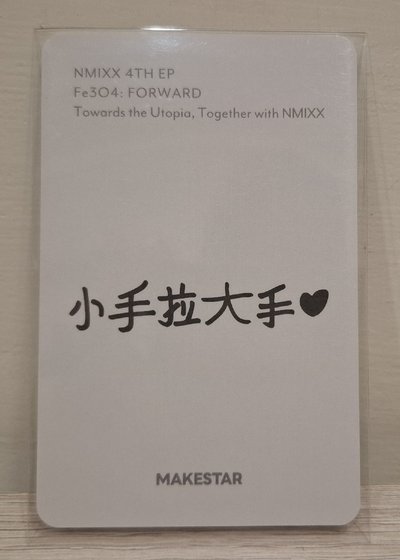 NMIXX 4TH EP
Fe3O4: FORWARD
Towards the Utopia, Together with NMIXX
小手拉大手♥
MAKESTAR